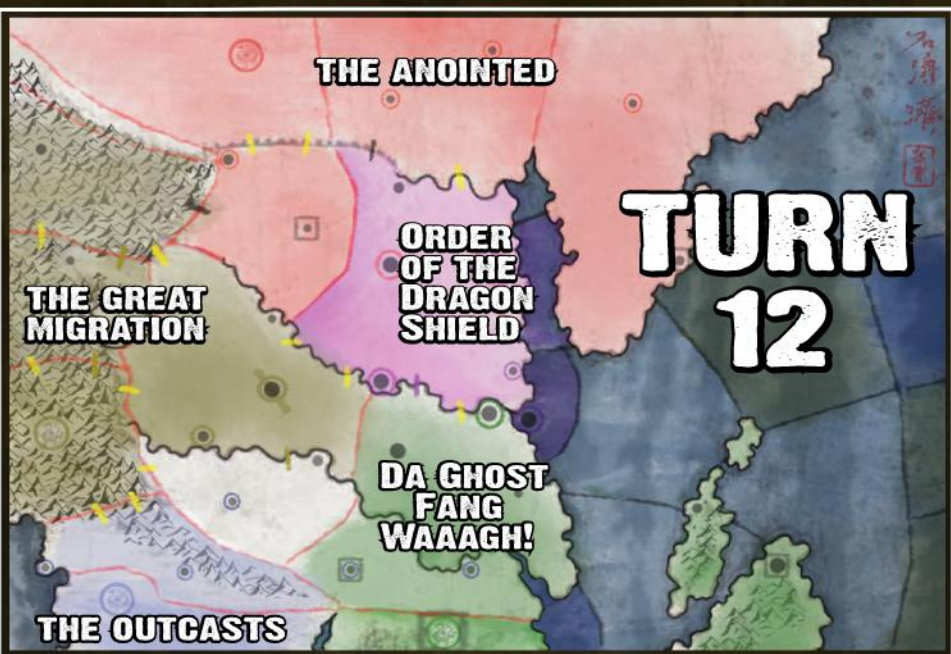 THE ANOINTED
TURN
12
ORDER
OF THE
DRAGON
SHIELD
THE GREAT
MIGRATION
DA GHOST
FANG
WAAAGH!
THE OUTCASTS